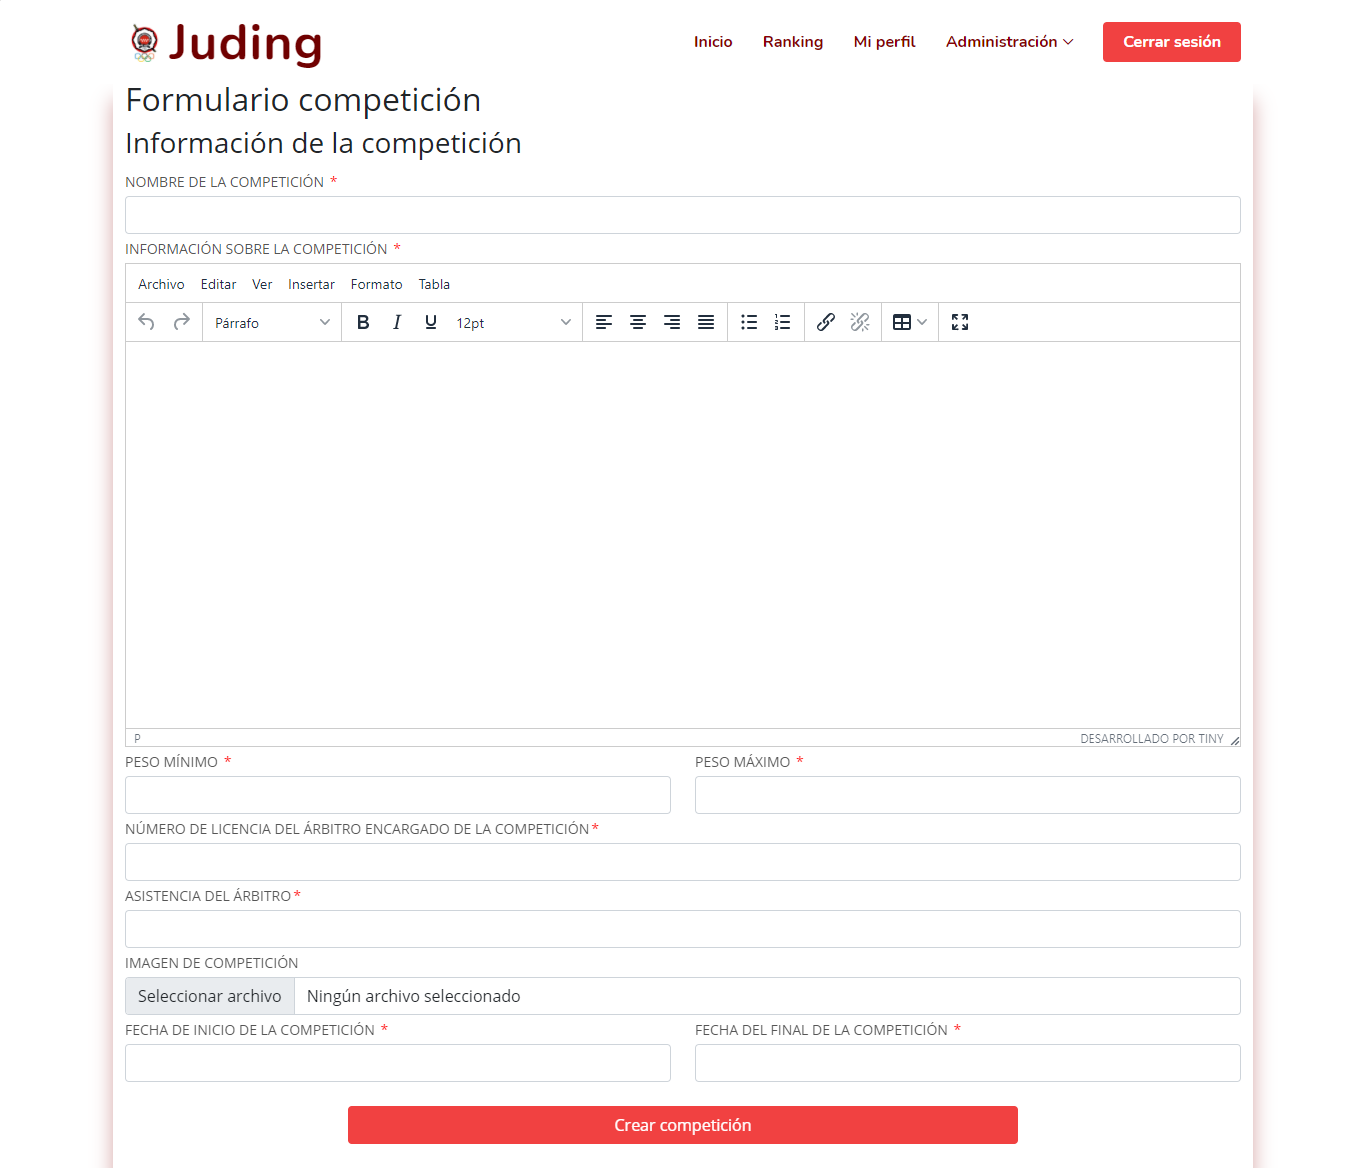 Juding
Inicio Ranking Mi perfil Administración Cerrar sesión
Formulario competición
Información de la competición
NOMBRE DE LA COMPETICIÓN *
INFORMACIÓN SOBRE LA COMPETICIÓN *
Archivo Editar Ver Insertar Formato Tabla
Párrafo B I U 12pt
P DESARROLLADO POR TINY
PESO MÍNIMO * PESO MÁXIMO *
NÚMERO DE LICENCIA DEL ÁRBITRO ENCARGADO DE LA COMPETICIÓN*
ASISTENCIA DEL ÁRBITRO*
IMAGEN DE COMPETICIÓN
Seleccionar archivo Ningún archivo seleccionado
FECHA DE INICIO DE LA COMPETICIÓN * FECHA DEL FINAL DE LA COMPETICIÓN *
Crear competición